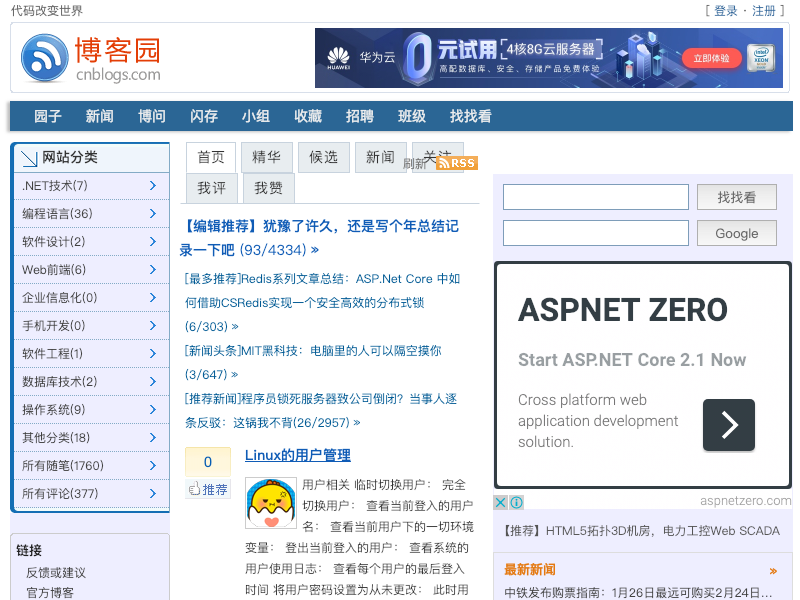 代码改变世界
[ 登录 · 注册 ]
博客园
cnblogs.com
HUAWEI
华为云
0元试用 4核8G云服务器
高配数据库、安全、存储产品免费体验
立即体验
intel XEON
园子 新闻 博问 闪存 小组 收藏 招聘 班级 找找看
网站分类
.NET技术(7)
编程语言(36)
软件设计(2)
Web前端(6)
企业信息化(0)
手机开发(0)
软件工程(1)
数据库技术(2)
操作系统(9)
其他分类(18)
所有随笔(1760)
所有评论(377)
链接
反馈或建议
官方博客
首页 精华 候选 新闻 关注
刷新 RSS
我评 我赞
【编辑推荐】犹豫了许久，还是写个年总结记
录一下吧 (93/4334) »
[最多推荐]Redis系列文章总结：ASP.Net Core 中如
何借助CSRedis实现一个安全高效的分布式锁
(6/303) »
[新闻头条]MIT黑科技：电脑里的人可以隔空摸你
(3/647) »
[推荐新闻]程序员锁死服务器致公司倒闭？当事人逐
条反驳：这锅我不背(26/2957) »
0
推荐
Linux的用户管理
用户相关 临时切换用户： 完全
切换用户： 查看当前登入的用户
名： 查看当前用户下的一切环境
变量： 登出当前登入的用户： 查看系统的
用户使用日志： 查看每个用户的最后登入
时间 将用户密码设置为从未更改： 此时用
找找看
Google
ASPNET ZERO
Start ASP.NET Core 2.1 Now
Cross platform web
application development
solution.
aspnetzero.com
【推荐】HTML5拓扑3D机房，电力工控Web SCADA
最新新闻 »
中铁发布购票指南：1月26日最远可购买2月24日...